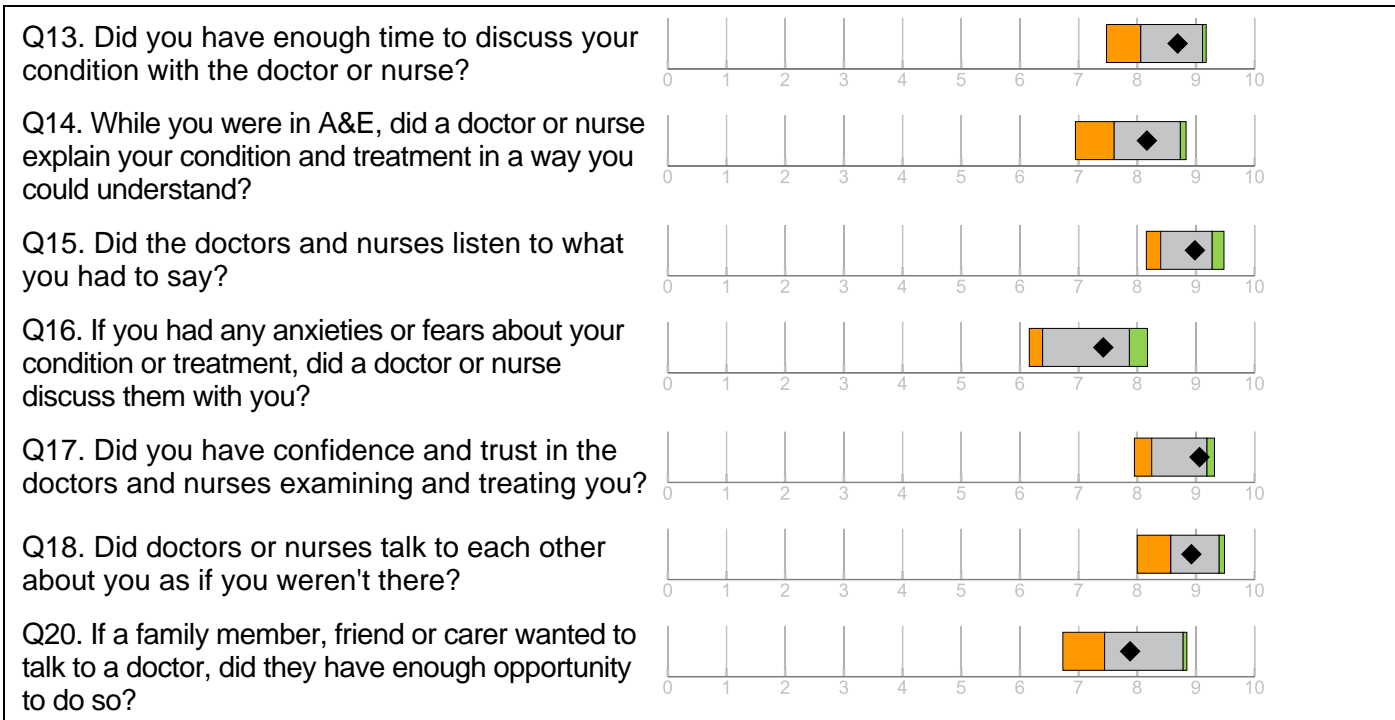 Q13. Did you have enough time to discuss your
condition with the doctor or nurse?
0 1 2 3 4 5 6 7 8 9 10
Q14. While you were in A&E, did a doctor or nurse
explain your condition and treatment in a way you
could understand?
0 1 2 3 4 5 6 7 8 9 10
Q15. Did the doctors and nurses listen to what
you had to say?
0 1 2 3 4 5 6 7 8 9 10
Q16. If you had any anxieties or fears about your
condition or treatment, did a doctor or nurse
discuss them with you?
0 1 2 3 4 5 6 7 8 9 10
Q17. Did you have confidence and trust in the
doctors and nurses examining and treating you?
0 1 2 3 4 5 6 7 8 9 10
Q18. Did doctors or nurses talk to each other
about you as if you weren't there?
0 1 2 3 4 5 6 7 8 9 10
Q20. If a family member, friend or carer wanted to
talk to a doctor, did they have enough opportunity
to do so?
0 1 2 3 4 5 6 7 8 9 10